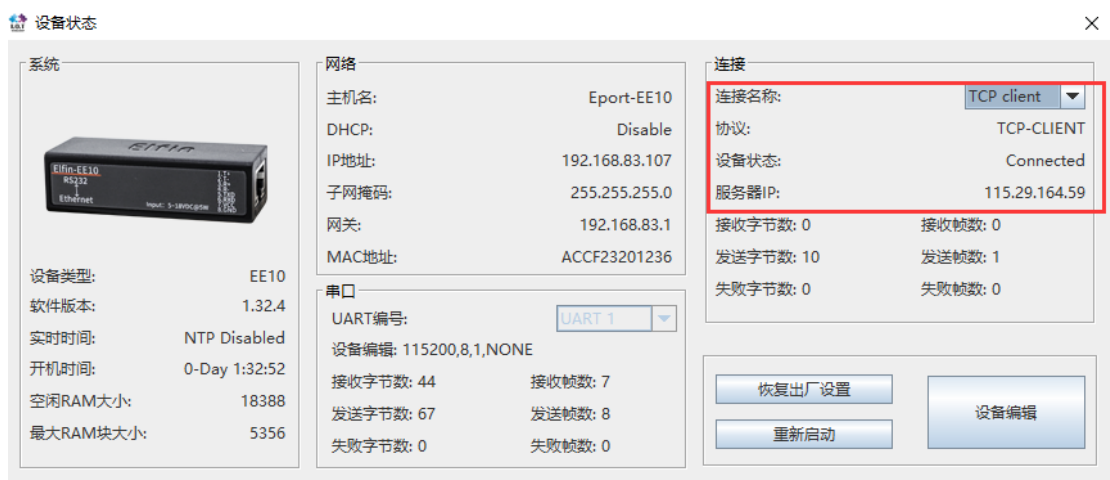 设备状态
系统
Elfin
Elfin-EE10
RS232
Ethernet
Input: 5-18VDC@5W
设备类型: EE10
软件版本: 1.32.4
实时时间: NTP Disabled
开机时间: 0-Day 1:32:52
空闲RAM大小: 18388
最大RAM块大小: 5356
网络
主机名: Eport-EE10
DHCP: Disable
IP地址: 192.168.83.107
子网掩码: 255.255.255.0
网关: 192.168.83.1
MAC地址: ACCF23201236
串口
UART编号: UART 1
设备编辑: 115200,8,1,NONE
接收字节数: 44 接收帧数: 7
发送字节数: 67 发送帧数: 8
失败字节数: 0 失败帧数: 0
连接
连接名称: TCP client
协议: TCP-CLIENT
设备状态: Connected
服务器IP: 115.29.164.59
接收字节数: 0 接收帧数: 0
发送字节数: 10 发送帧数: 1
失败字节数: 0 失败帧数: 0
恢复出厂设置
重新启动
设备编辑